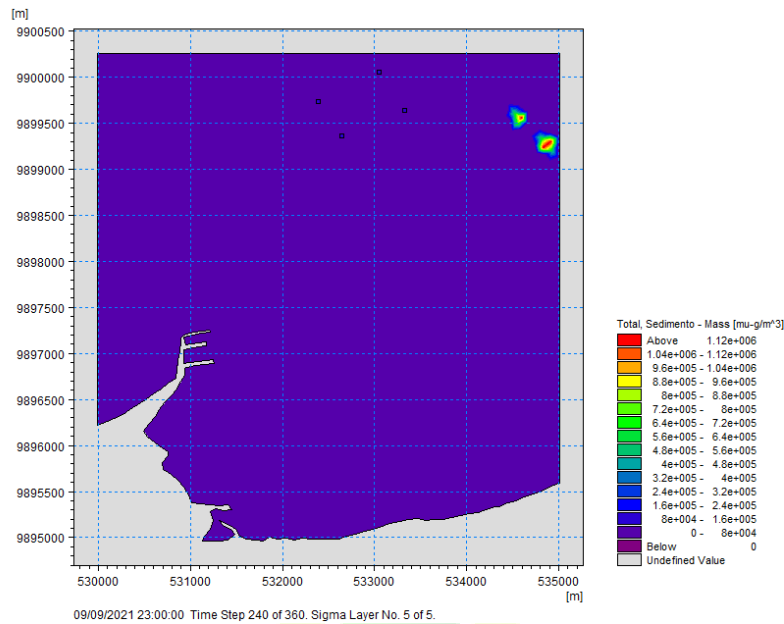 [m]
9900500
9900000
9899500
9899000
9898500
9898000
9897500
9897000
9896500
9896000
9895500
9895000
530000 531000 532000 533000 534000 535000
[m]
09/09/2021 23:00:00 Time Step 240 of 360. Sigma Layer No. 5 of 5.
Total, Sedimento - Mass [mu-g/m^3]
Above 1.12e+006
1.04e+006 - 1.12e+006
9.6e+005 - 1.04e+006
8.8e+005 - 9.6e+005
8e+005 - 8.8e+005
7.2e+005 - 8e+005
6.4e+005 - 7.2e+005
5.6e+005 - 6.4e+005
4.8e+005 - 5.6e+005
4e+005 - 4.8e+005
3.2e+005 - 4e+005
2.4e+005 - 3.2e+005
1.6e+005 - 2.4e+005
8e+004 - 1.6e+005
0 - 8e+004
Below 0
Undefined Value